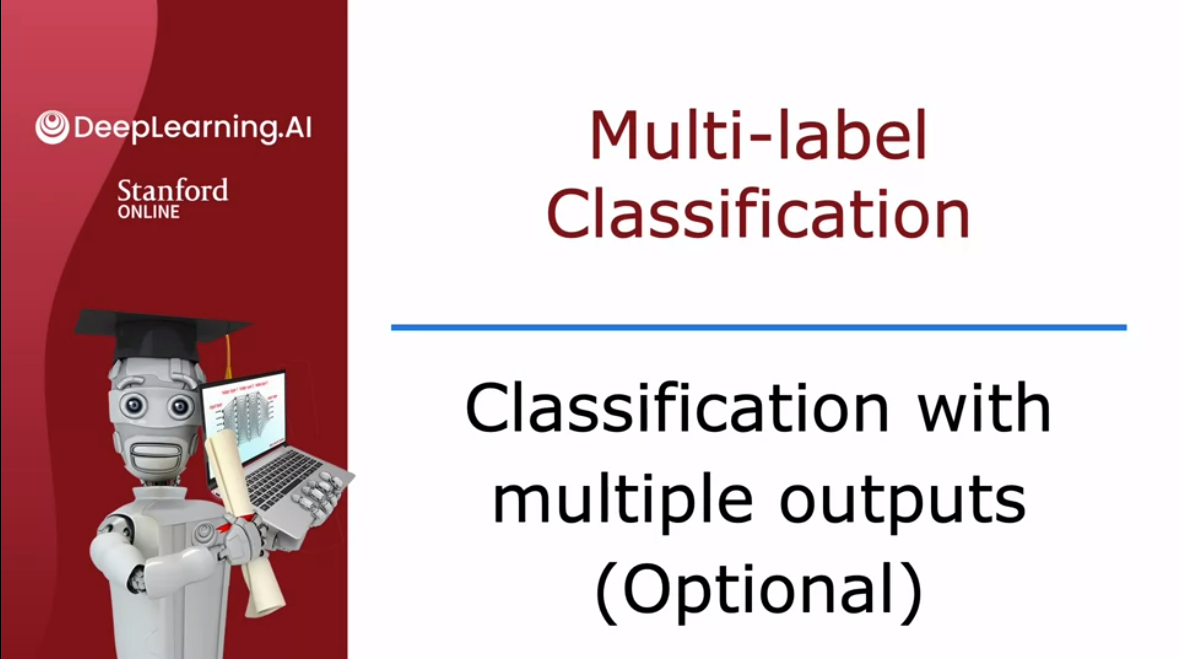 DeepLearning.AI
Stanford
ONLINE
Multi-label
Classification
Classification with
multiple outputs
(Optional)